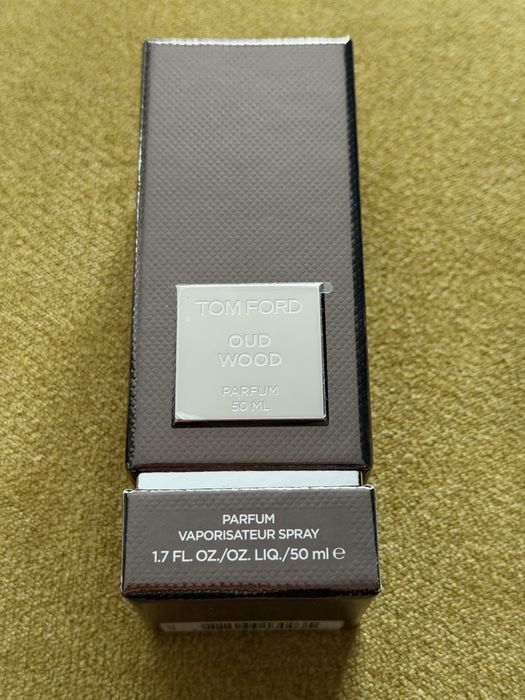 TOM FORD
OUD
WOOD
PARFUM
50 ML
PARFUM
VAPORISATEUR SPRAY
1.7 FL. OZ./OZ. LIQ./50 ml ℮